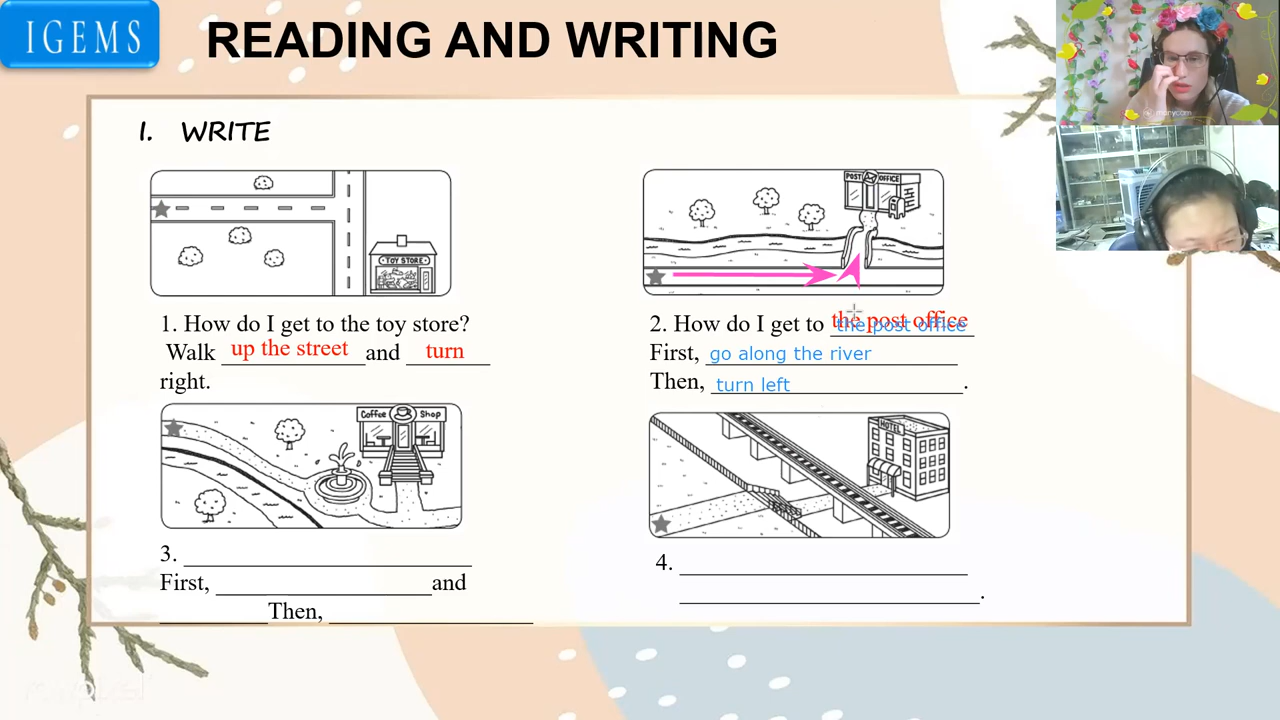 IGEMS
READING AND WRITING
I. WRITE
TOY STORE
POST OFFICE
1. How do I get to the toy store?
Walk up the street and turn
right.
2. How do I get to the post office
the post office
First, go along the river
Then, turn left.
Coffee Shop
HOTEL
3.
First, and
Then,
4.
.
manycam